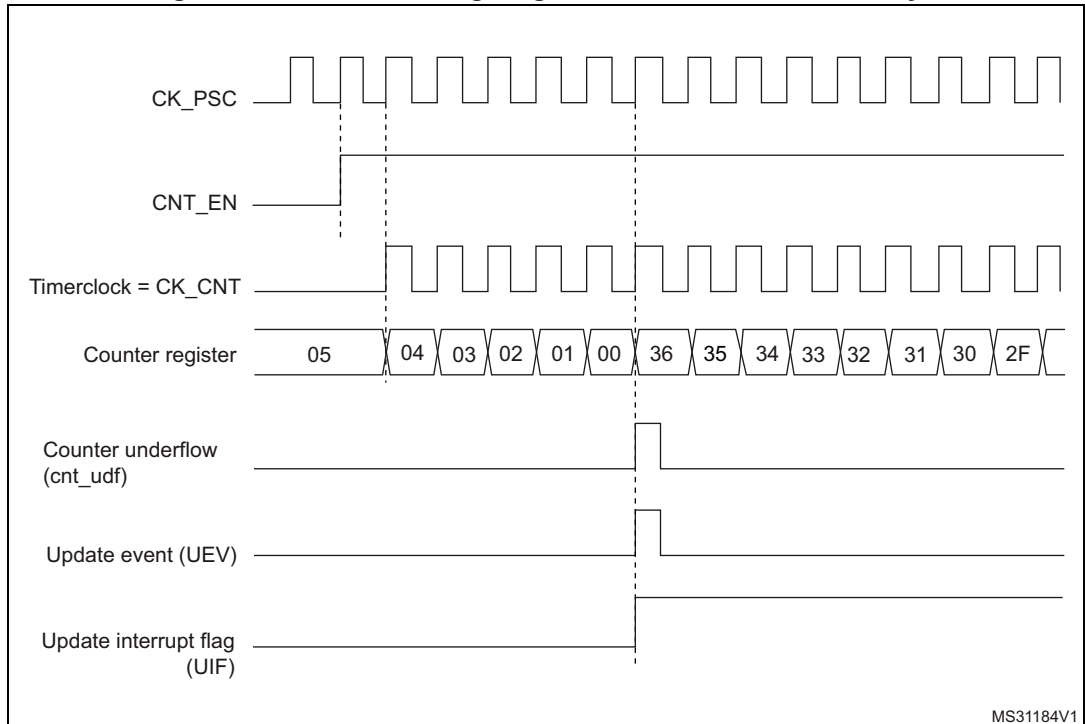 CK_PSC
CNT_EN
Timerclock = CK_CNT
Counter register 05 04 03 02 01 00 36 35 34 33 32 31 30 2F
Counter underflow
(cnt_udf)
Update event (UEV)
Update interrupt flag
(UIF)
MS31184V1